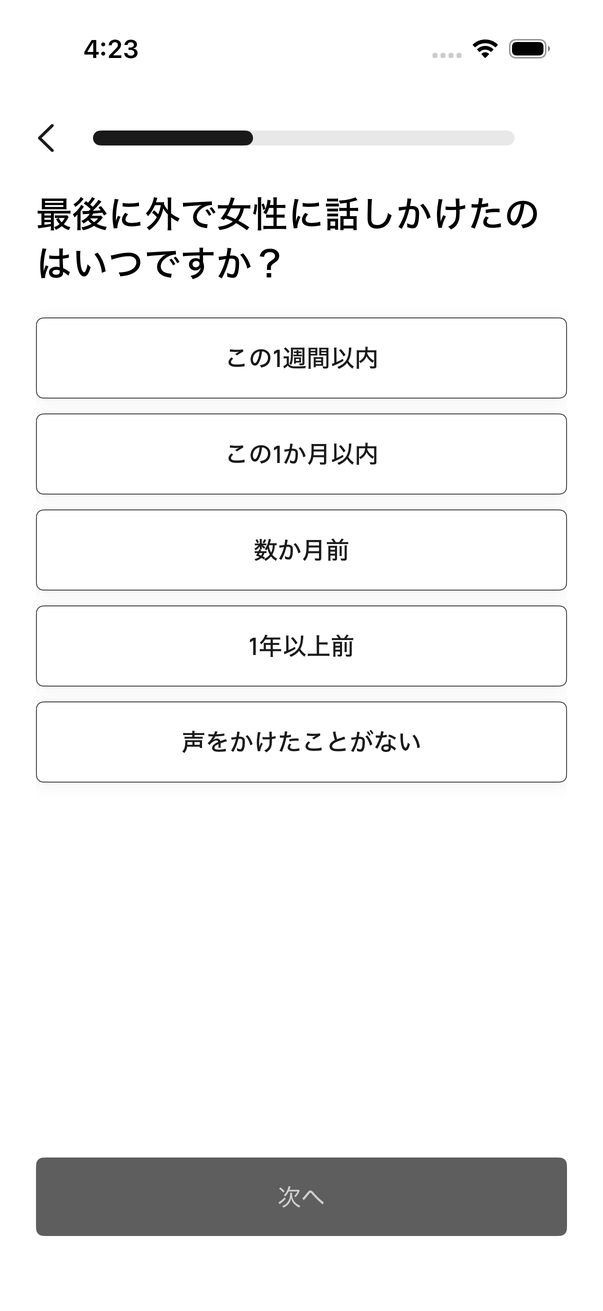 4:23
最後に外で女性に話しかけたの
はいつですか？
この1週間以内
この1か月以内
数か月前
1年以上前
声をかけたことがない
次へ